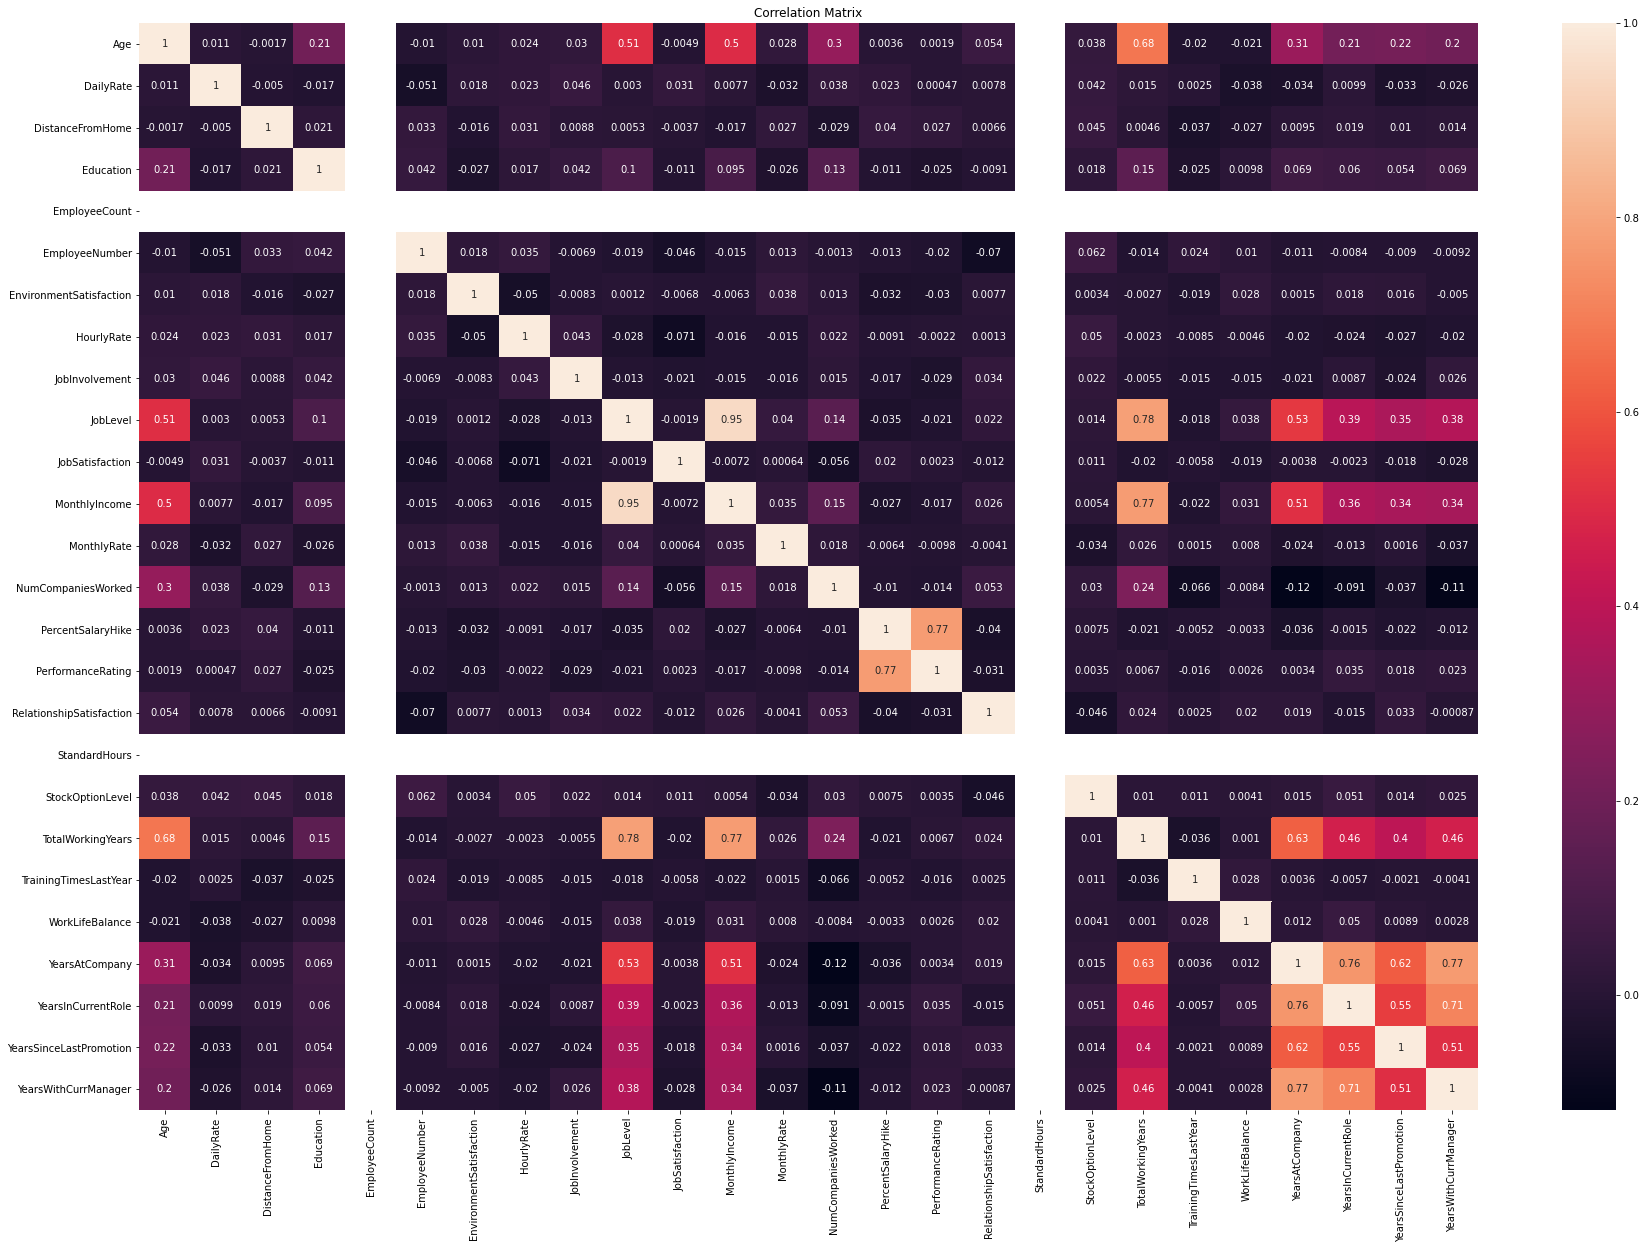 Correlation Matrix
Age 1 0.011 -0.0017 0.21 -0.01 0.01 0.024 0.03 0.51 -0.0049 0.5 0.028 0.3 0.0036 0.0019 0.054 0.038 0.68 -0.02 -0.021 0.31 0.21 0.22 0.2 1.0
DailyRate 0.011 1 -0.005 -0.017 -0.051 0.018 0.023 0.046 0.003 0.031 0.0077 -0.032 0.038 0.023 0.00047 0.0078 0.042 0.015 0.0025 -0.038 -0.034 0.0099 -0.033 -0.026
DistanceFromHome -0.0017 -0.005 1 0.021 0.033 -0.016 0.031 0.0088 0.0053 -0.0037 -0.017 0.027 -0.029 0.04 0.027 0.0066 0.045 0.0046 -0.037 -0.027 0.0095 0.019 0.01 0.014
Education 0.21 -0.017 0.021 1 0.042 -0.027 0.017 0.042 0.1 -0.011 0.095 -0.026 0.13 -0.011 -0.025 -0.0091 0.018 0.15 -0.025 0.0098 0.069 0.06 0.054 0.069
EmployeeCount 0.8
EmployeeNumber -0.01 -0.051 0.033 0.042 1 0.018 0.035 -0.0069 -0.019 -0.046 -0.015 0.013 -0.0013 -0.013 -0.02 -0.07 0.062 -0.014 0.024 0.01 -0.011 -0.0084 -0.009 -0.0092
EnvironmentSatisfaction 0.01 0.018 -0.016 -0.027 0.018 1 -0.05 -0.0083 0.0012 -0.0068 -0.0063 0.038 0.013 -0.032 -0.03 0.0077 0.0034 -0.0027 -0.019 0.028 0.0015 0.018 0.016 -0.005
HourlyRate 0.024 0.023 0.031 0.017 0.035 -0.05 1 0.043 -0.028 -0.071 -0.016 -0.015 0.022 -0.0091 -0.0022 0.0013 0.05 -0.0023 -0.0085 -0.0046 -0.02 -0.024 -0.027 -0.02
JobInvolvement 0.03 0.046 0.0088 0.042 -0.0069 -0.0083 0.043 1 -0.013 -0.021 -0.015 -0.016 0.015 -0.017 -0.029 0.034 0.022 -0.0055 -0.015 -0.015 -0.021 0.0087 -0.024 0.026
JobLevel 0.51 0.003 0.0053 0.1 -0.019 0.0012 -0.028 -0.013 1 -0.0019 0.95 0.04 0.14 -0.035 -0.021 0.022 0.014 0.78 -0.018 0.038 0.53 0.39 0.35 0.38 0.6
JobSatisfaction -0.0049 0.031 -0.0037 -0.011 -0.046 -0.0068 -0.071 -0.021 -0.0019 1 -0.0072 0.00064 -0.056 0.02 0.0023 -0.012 0.011 -0.02 -0.0058 -0.019 -0.0038 -0.0023 -0.018 -0.028
MonthlyIncome 0.5 0.0077 -0.017 0.095 -0.015 -0.0063 -0.016 -0.015 0.95 -0.0072 1 0.035 0.15 -0.027 -0.017 0.026 0.0054 0.77 -0.022 0.031 0.51 0.36 0.34 0.34
MonthlyRate 0.028 -0.032 0.027 -0.026 0.013 0.038 -0.015 -0.016 0.04 0.00064 0.035 1 0.018 -0.0064 -0.0098 -0.0041 -0.034 0.026 0.0015 0.008 -0.024 -0.013 0.0016 -0.037
NumCompaniesWorked 0.3 0.038 -0.029 0.13 -0.0013 0.013 0.022 0.015 0.14 -0.056 0.15 0.018 1 -0.01 -0.014 0.053 0.03 0.24 -0.066 -0.0084 -0.12 -0.091 -0.037 -0.11 0.4
PercentSalaryHike 0.0036 0.023 0.04 -0.011 -0.013 -0.032 -0.0091 -0.017 -0.035 0.02 -0.027 -0.0064 -0.01 1 0.77 -0.04 0.0075 -0.021 -0.0052 -0.0033 -0.036 -0.0015 -0.022 -0.012
PerformanceRating 0.0019 0.00047 0.027 -0.025 -0.02 -0.03 -0.0022 -0.029 -0.021 0.0023 -0.017 -0.0098 -0.014 0.77 1 -0.031 0.0035 0.0067 -0.016 0.0026 0.0034 0.035 0.018 0.023
RelationshipSatisfaction 0.054 0.0078 0.0066 -0.0091 -0.07 0.0077 0.0013 0.034 0.022 -0.012 0.026 -0.0041 0.053 -0.04 -0.031 1 -0.046 0.024 0.0025 0.02 0.019 -0.015 0.033 -0.00087
StandardHours
StockOptionLevel 0.038 0.042 0.045 0.018 0.062 0.0034 0.05 0.022 0.014 0.011 0.0054 -0.034 0.03 0.0075 0.0035 -0.046 1 0.01 0.011 0.0041 0.015 0.051 0.014 0.025 0.2
TotalWorkingYears 0.68 0.015 0.0046 0.15 -0.014 -0.0027 -0.0023 -0.0055 0.78 -0.02 0.77 0.026 0.24 -0.021 0.0067 0.024 0.01 1 -0.036 0.001 0.63 0.46 0.4 0.46
TrainingTimesLastYear -0.02 0.0025 -0.037 -0.025 0.024 -0.019 -0.0085 -0.015 -0.018 -0.0058 -0.022 0.0015 -0.066 -0.0052 -0.016 0.0025 0.011 -0.036 1 0.028 0.0036 -0.0057 -0.0021 -0.0041
WorkLifeBalance -0.021 -0.038 -0.027 0.0098 0.01 0.028 -0.0046 -0.015 0.038 -0.019 0.031 0.008 -0.0084 -0.0033 0.0026 0.02 0.0041 0.001 0.028 1 0.012 0.05 0.0089 0.0028
YearsAtCompany 0.31 -0.034 0.0095 0.069 -0.011 0.0015 -0.02 -0.021 0.53 -0.0038 0.51 -0.024 -0.12 -0.036 0.0034 0.019 0.015 0.63 0.0036 0.012 1 0.76 0.62 0.77
YearsInCurrentRole 0.21 0.0099 0.019 0.06 -0.0084 0.018 -0.024 0.0087 0.39 -0.0023 0.36 -0.013 -0.091 -0.0015 0.035 -0.015 0.051 0.46 -0.0057 0.05 0.76 1 0.55 0.71 0.0
YearsSinceLastPromotion 0.22 -0.033 0.01 0.054 -0.009 0.016 -0.027 -0.024 0.35 -0.018 0.34 0.0016 -0.037 -0.022 0.018 0.033 0.014 0.4 -0.0021 0.0089 0.62 0.55 1 0.51
YearsWithCurrManager 0.2 -0.026 0.014 0.069 -0.0092 -0.005 -0.02 0.026 0.38 -0.028 0.34 -0.037 -0.11 -0.012 0.023 -0.00087 0.025 0.46 -0.0041 0.0028 0.77 0.71 0.51 1
Age
DailyRate
DistanceFromHome
Education
EmployeeCount
EmployeeNumber
EnvironmentSatisfaction
HourlyRate
JobInvolvement
JobLevel
JobSatisfaction
MonthlyIncome
MonthlyRate
NumCompaniesWorked
PercentSalaryHike
PerformanceRating
RelationshipSatisfaction
StandardHours
StockOptionLevel
TotalWorkingYears
TrainingTimesLastYear
WorkLifeBalance
YearsAtCompany
YearsInCurrentRole
YearsSinceLastPromotion
YearsWithCurrManager